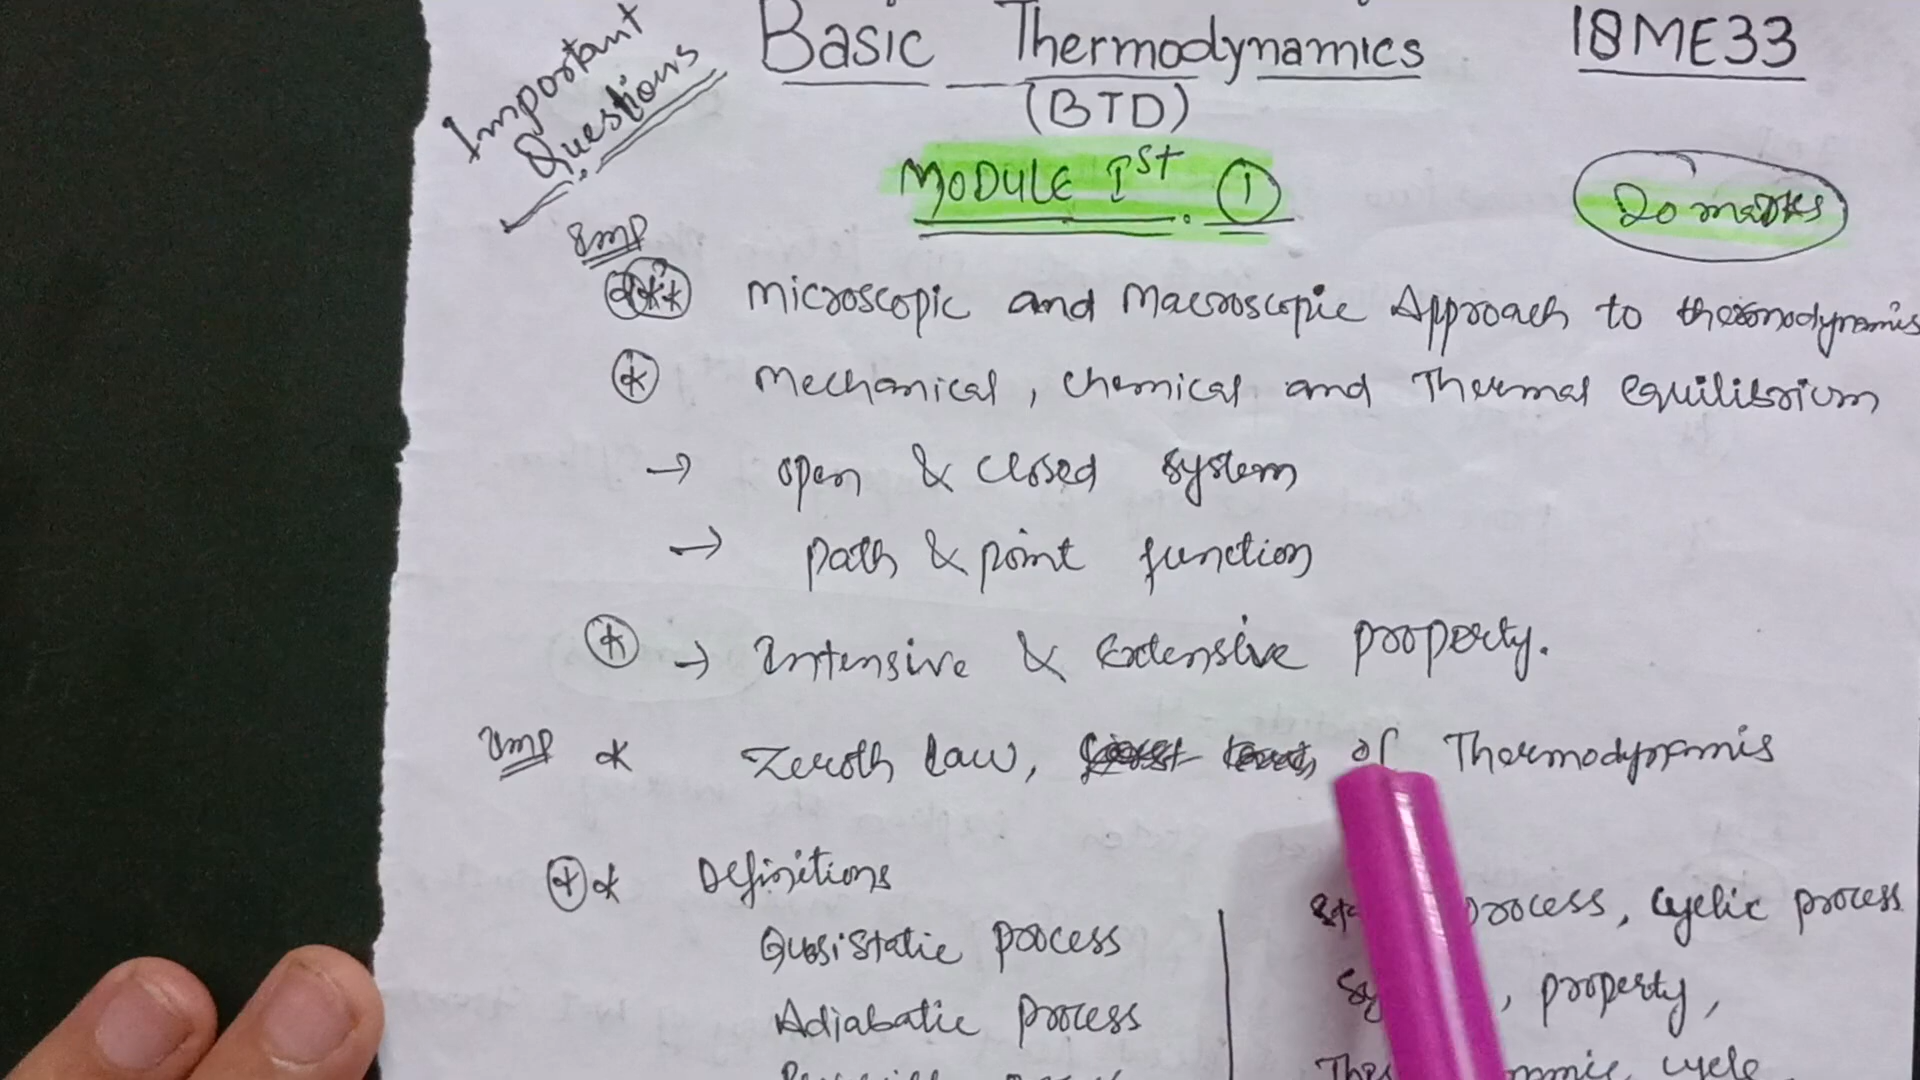 Important Questions
Basic Thermodynamics 18ME33
(BTD)
MODULE Ist . 1
20 marks
Imp
*** Microscopic and Macroscopic Approach to thermodynamis
* Mechanical, Chemical and Thermal equilibrium
→ open & closed system
→ path & point function
* → Intensive & Extensive property.
Imp * Zeroth law, of Thermodynamis
** Definitions
Quasistatic process
process, cyclic process
Adiabatic process
, property,
cycle